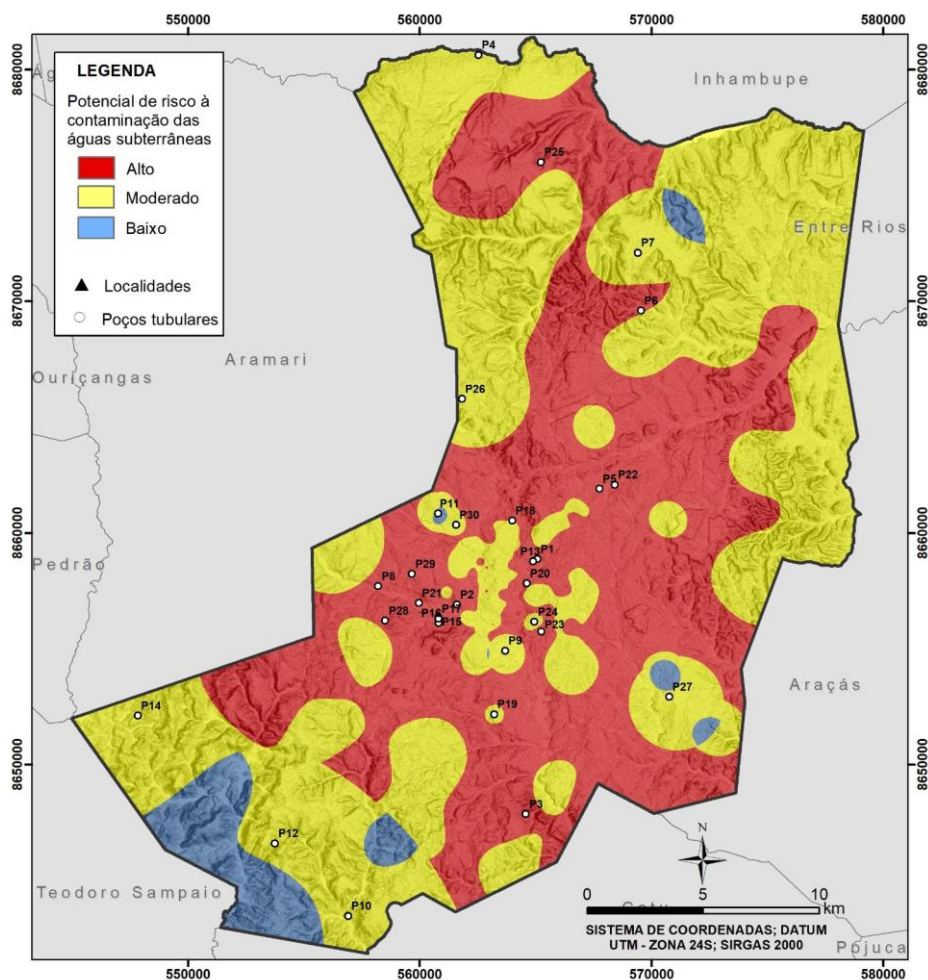 550000 560000 570000 580000
8680000
8680000
8670000
8670000
8660000
8660000
8650000
8650000
LEGENDA
Potencial de risco à
contaminação das
águas subterrâneas
Alto
Moderado
Baixo
Localidades
Poços tubulares
Inhambupe
Entre Rios
Aramari
Ouriçangas
Pedrão
Araçás
Teodoro Sampaio
Pojuca
P4
P25
P7
P6
P26
P22
P5
P11
P30
P18
P13
P1
P29
P8
P20
P21
P2
P28
P16
P17
P15
P24
P23
P9
P27
P14
P19
P3
P12
P10
N
0 5 10
km
SISTEMA DE COORDENADAS; DATUM
UTM - ZONA 24S; SIRGAS 2000
550000 560000 570000 580000